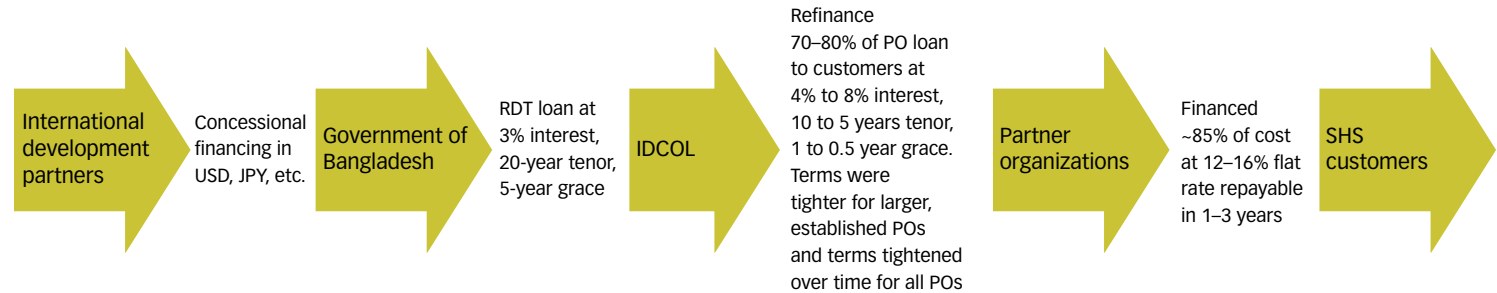 International
development
partners
Concessional
financing in
USD, JPY, etc.
Government of
Bangladesh
RDT loan at
3% interest,
20-year tenor,
5-year grace
IDCOL
Refinance
70–80% of PO loan
to customers at
4% to 8% interest,
10 to 5 years tenor,
1 to 0.5 year grace.
Terms were
tighter for larger,
established POs
and terms tightened
over time for all POs
Partner
organizations
Financed
~85% of cost
at 12–16% flat
rate repayable
in 1–3 years
SHS
customers